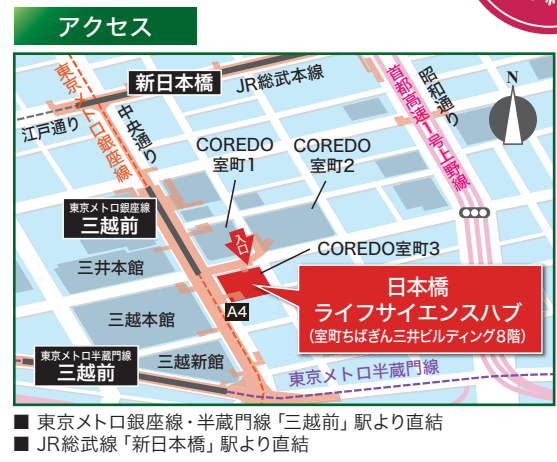 アクセス
新日本橋
JR総武本線
N
江戸通り
東京メトロ銀座線
中央通り
首都高速1号上野線
昭和通り
COREDO
室町1
COREDO
室町2
東京メトロ銀座線
三越前
入口
COREDO室町3
三井本館
日本橋
ライフサイエンスハブ
(室町ちばぎん三井ビルディング8階)
A4
三越本館
東京メトロ半蔵門線
三越前
三越新館
東京メトロ半蔵門線
■ 東京メトロ銀座線・半蔵門線「三越前」駅より直結
■ JR総武線「新日本橋」駅より直結